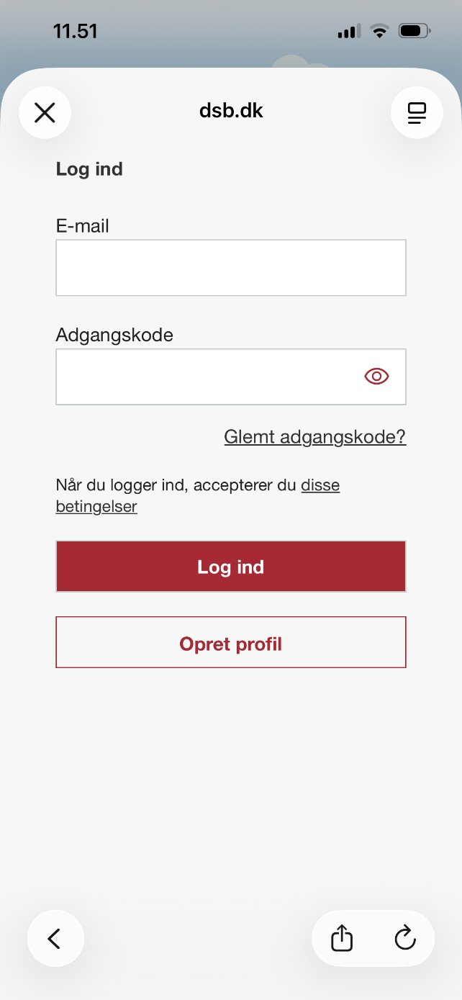 11.51
dsb.dk
Log ind
E-mail
Adgangskode
Glemt adgangskode?
Når du logger ind, accepterer du disse
betingelser
Log ind
Opret profil